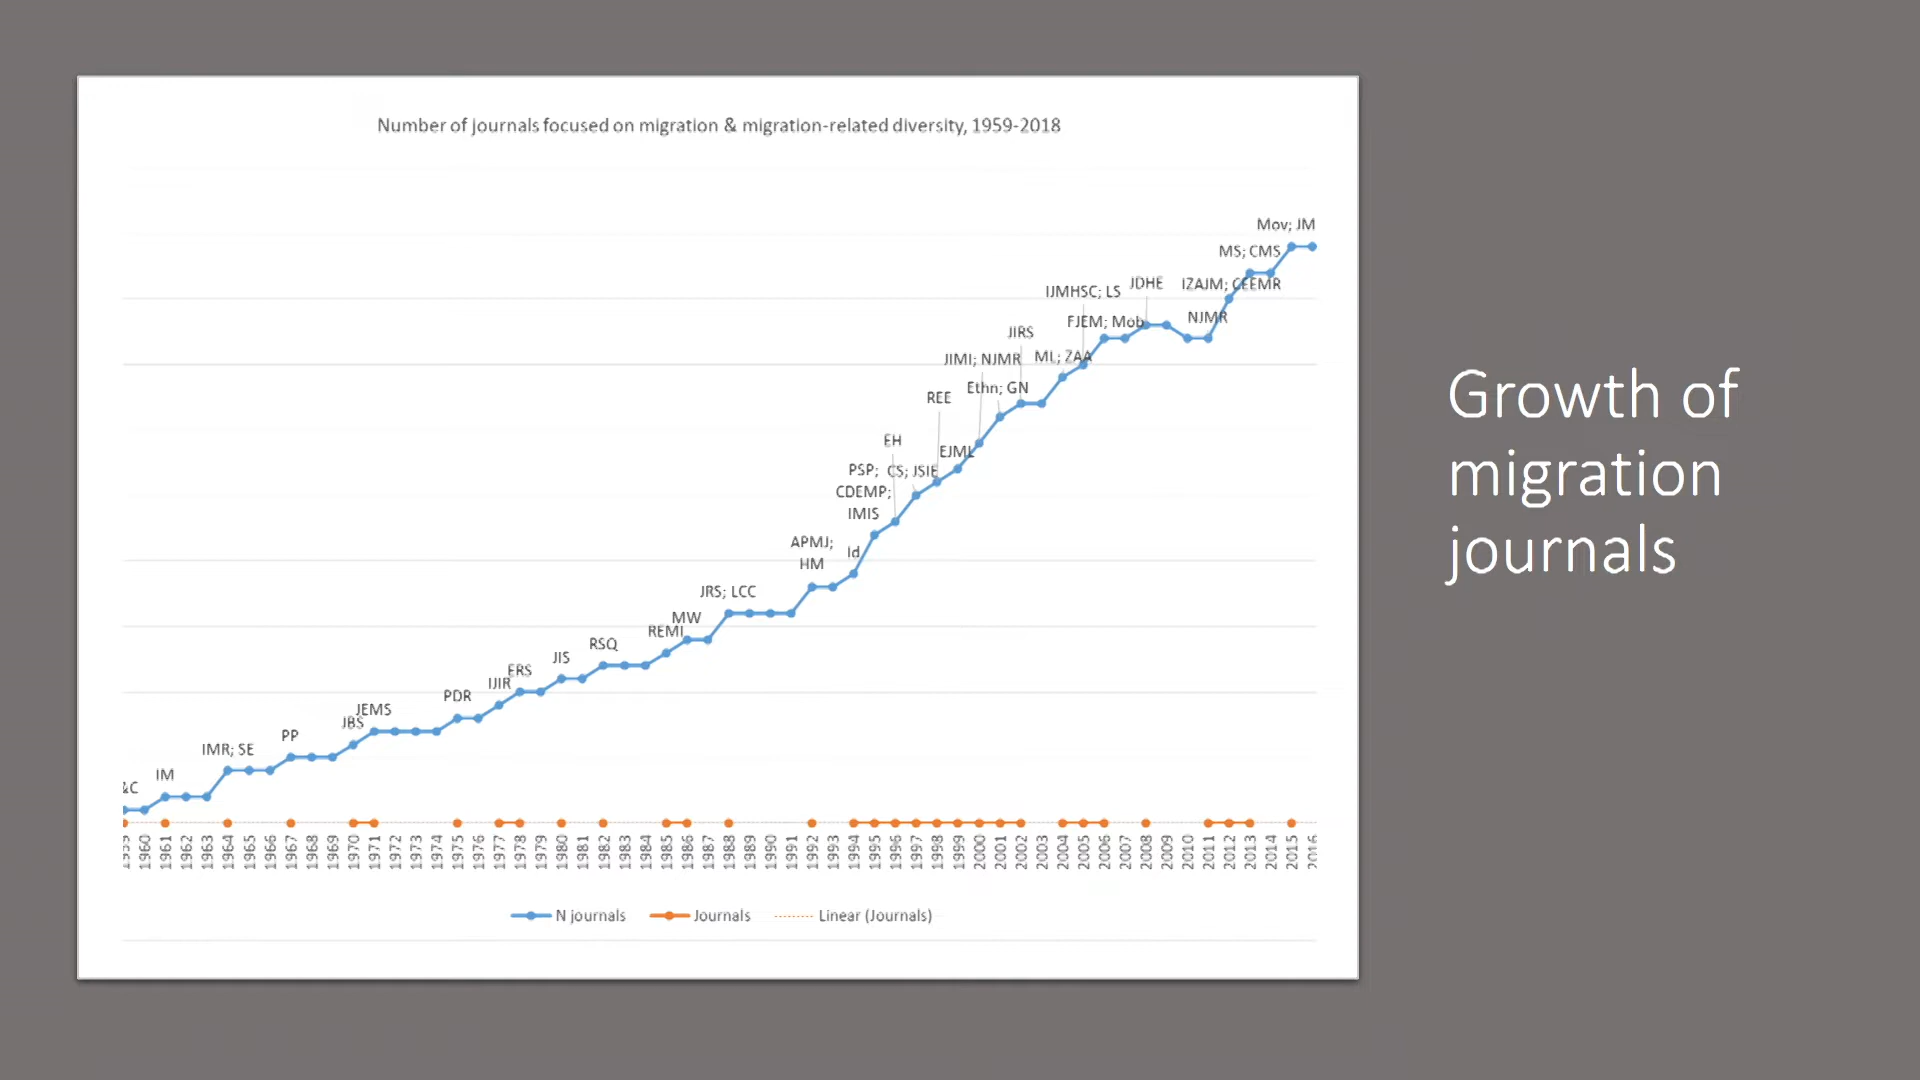 Number of journals focused on migration & migration-related diversity, 1959-2018
Mov; JM
MS; CMS
IZAJM; CEEMR
NJMR
JDHE
IJMHSC; LS
FJEM; Mob
JIRS
ML; ZAA
JIMI; NJMR
Ethn; GN
REE
EJML
EH
CS; JSIE
PSP;
CDEMP;
IMIS
Id
APMJ;
HM
JRS; LCC
MW
REMI
RSQ
JIS
ERS
IJIR
PDR
JEMS
JBS
PP
IMR; SE
IM
&C
1959 1960 1961 1962 1963 1964 1965 1966 1967 1968 1969 1970 1971 1972 1973 1974 1975 1976 1977 1978 1979 1980 1981 1982 1983 1984 1985 1986 1987 1988 1989 1990 1991 1992 1993 1994 1995 1996 1997 1998 1999 2000 2001 2002 2003 2004 2005 2006 2007 2008 2009 2010 2011 2012 2013 2014 2015 2016
N journals Journals Linear (Journals)
Growth of
migration
journals